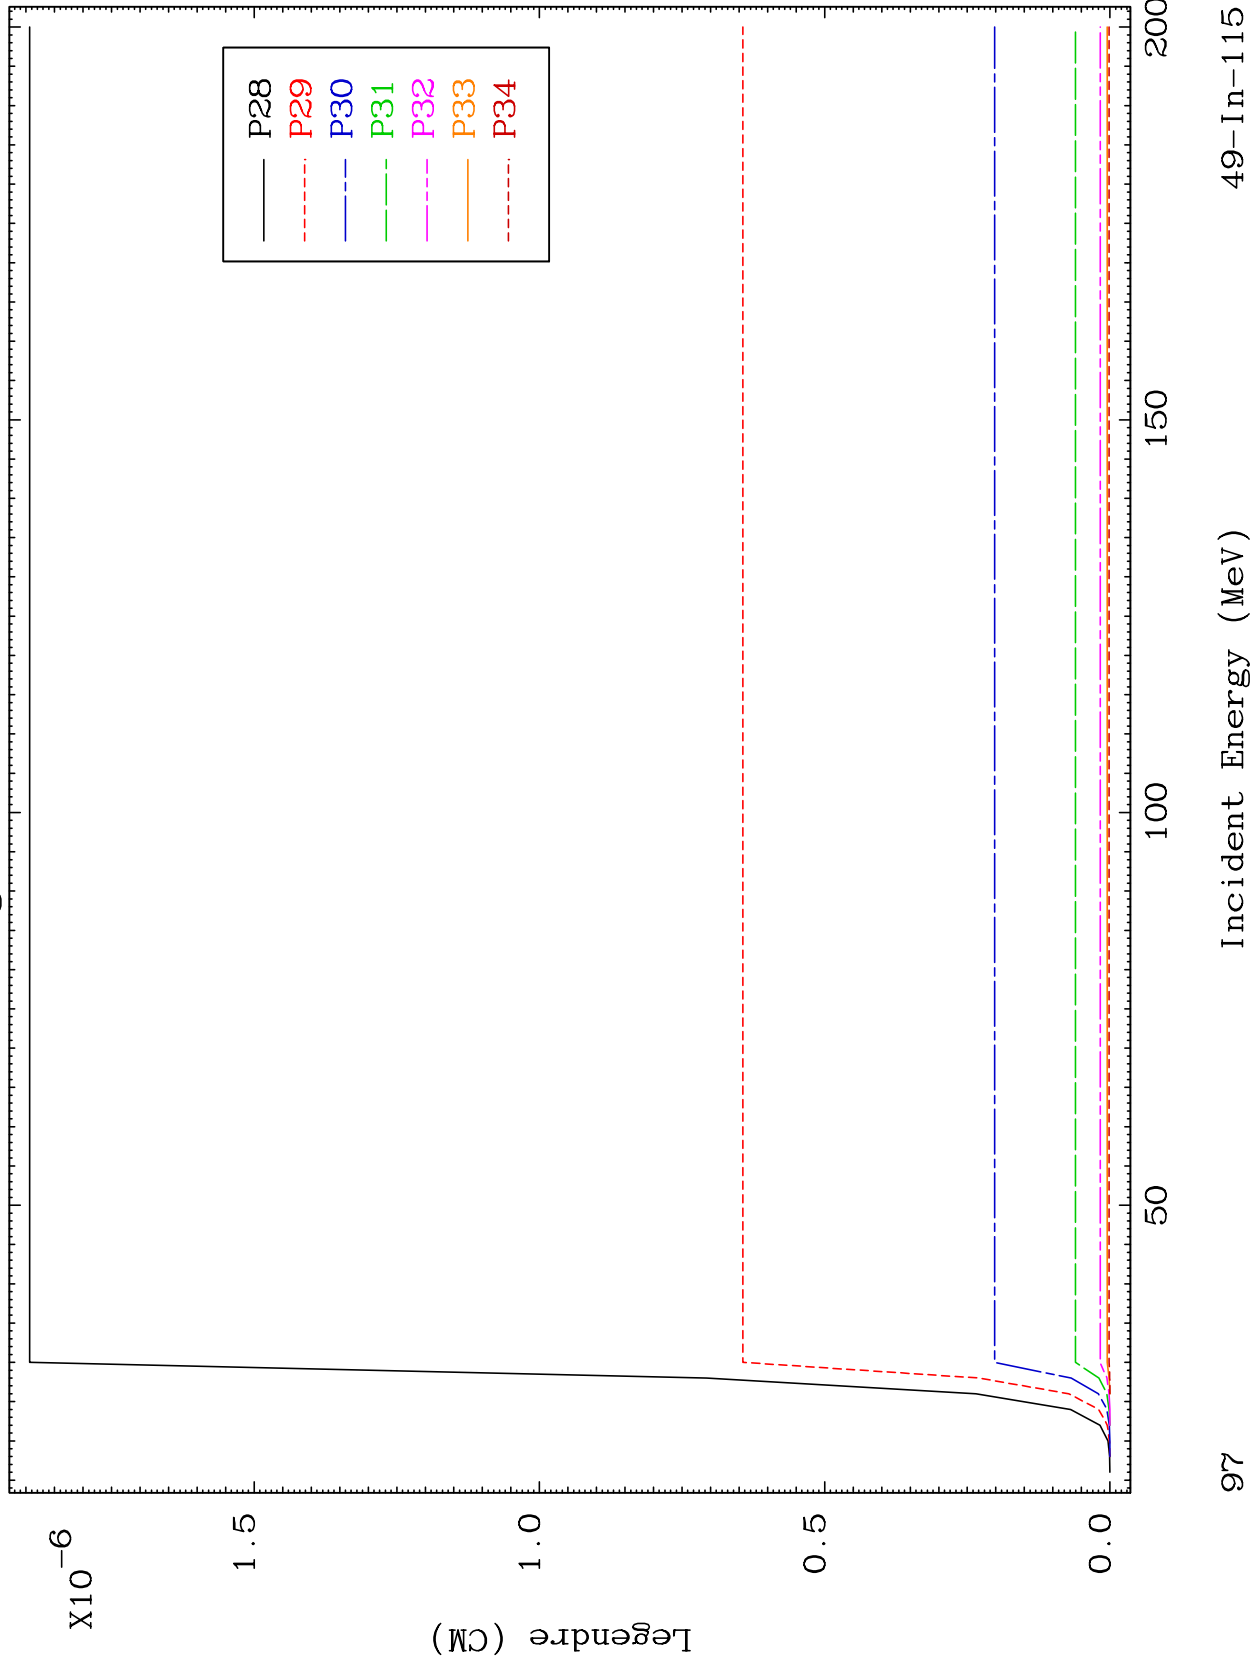 X10-6
1.5
1.0
0.5
0.0
Legendre (CM)
P28
P29
P30
P31
P32
P33
P34
50
100
150
200
Incident Energy (MeV)
97
49-In-115